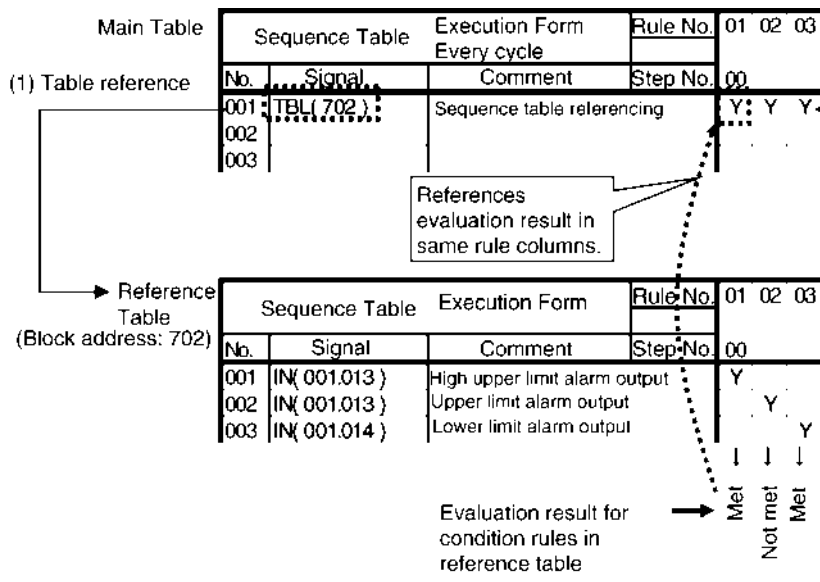 Main Table
Sequence Table
Execution Form
Every cycle
Rule No.
01 02 03
(1) Table reference
No. Signal Comment Step No. 00
001 TBL( 702 ) Sequence table referencing Y Y Y
002
003
References
evaluation result in
same rule columns.
Reference
Table
(Block address: 702)
Sequence Table
Execution Form
Rule No.
01 02 03
No. Signal Comment Step No. 00
001 IN( 001.013 ) High upper limit alarm output Y
002 IN( 001.013 ) Upper limit alarm output Y
003 IN( 001.014 ) Lower limit alarm output Y
Met
Not met
Met
Evaluation result for
condition rules in
reference table